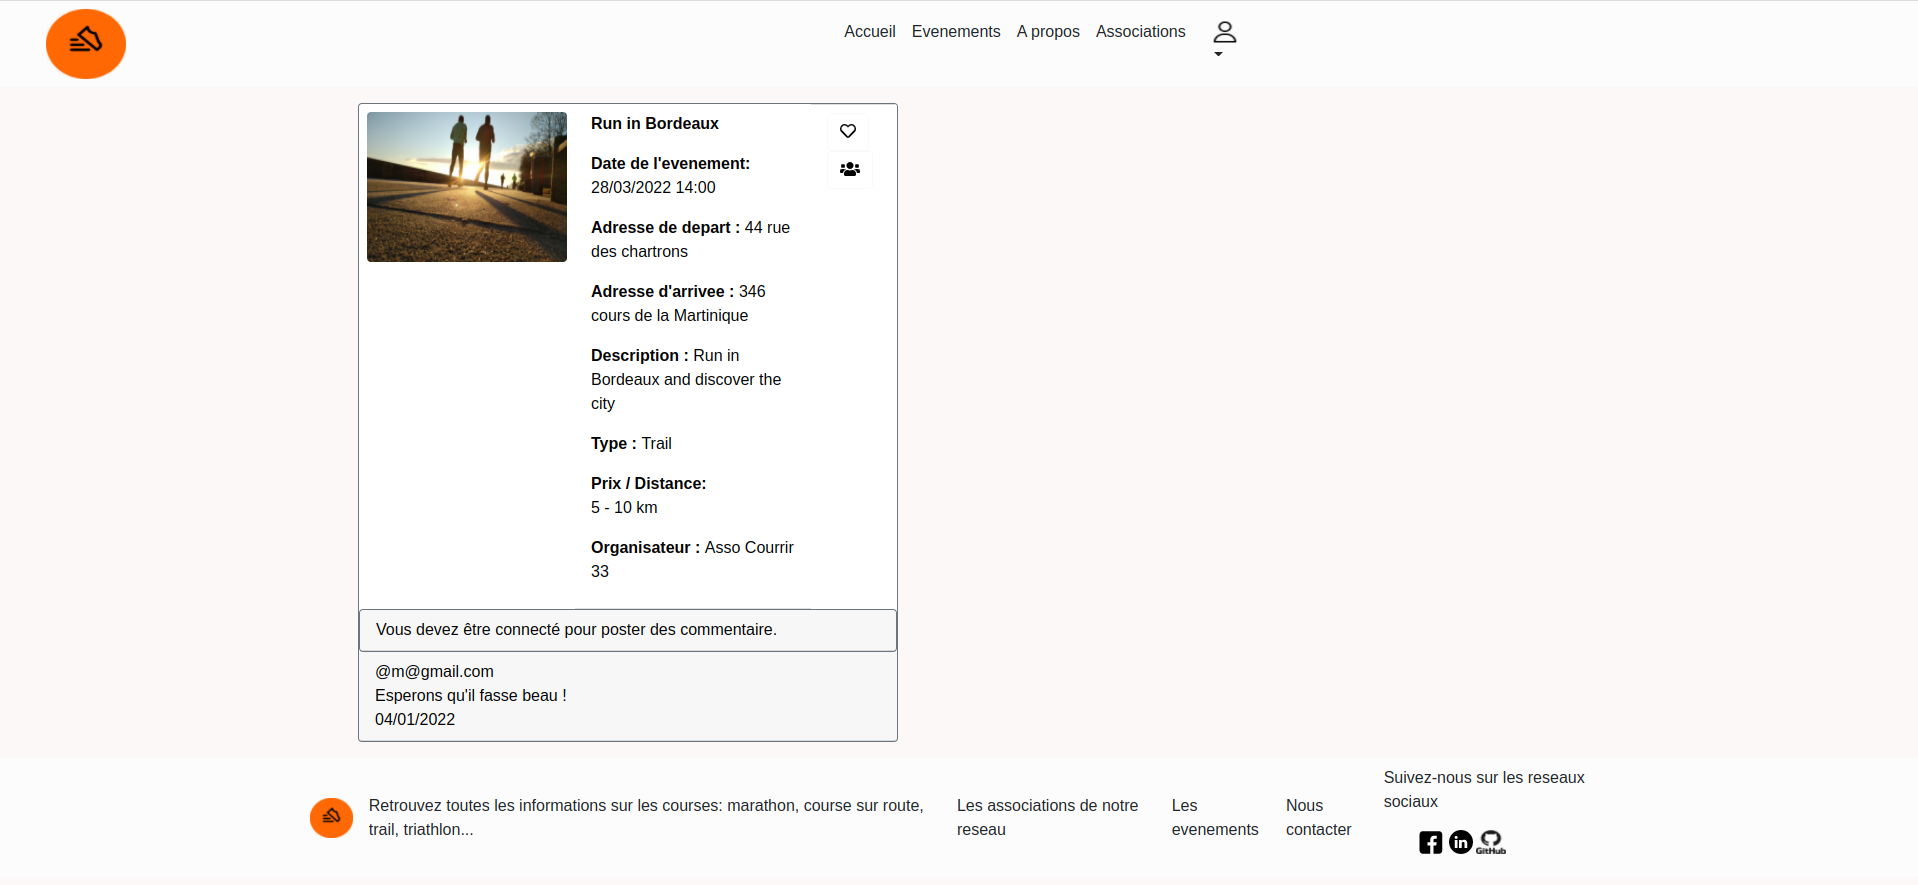 Accueil Evenements A propos Associations
Run in Bordeaux
Date de l'evenement:
28/03/2022 14:00
Adresse de depart : 44 rue
des chartrons
Adresse d'arrivee : 346
cours de la Martinique
Description : Run in
Bordeaux and discover the
city
Type : Trail
Prix / Distance:
5 - 10 km
Organisateur : Asso Courrir
33
Vous devez être connecté pour poster des commentaire.
@m@gmail.com
Esperons qu'il fasse beau !
04/01/2022
Retrouvez toutes les informations sur les courses: marathon, course sur route,
trail, triathlon...
Les associations de notre
reseau
Les
evenements
Nous
contacter
Suivez-nous sur les reseaux
sociaux
in
GitHub